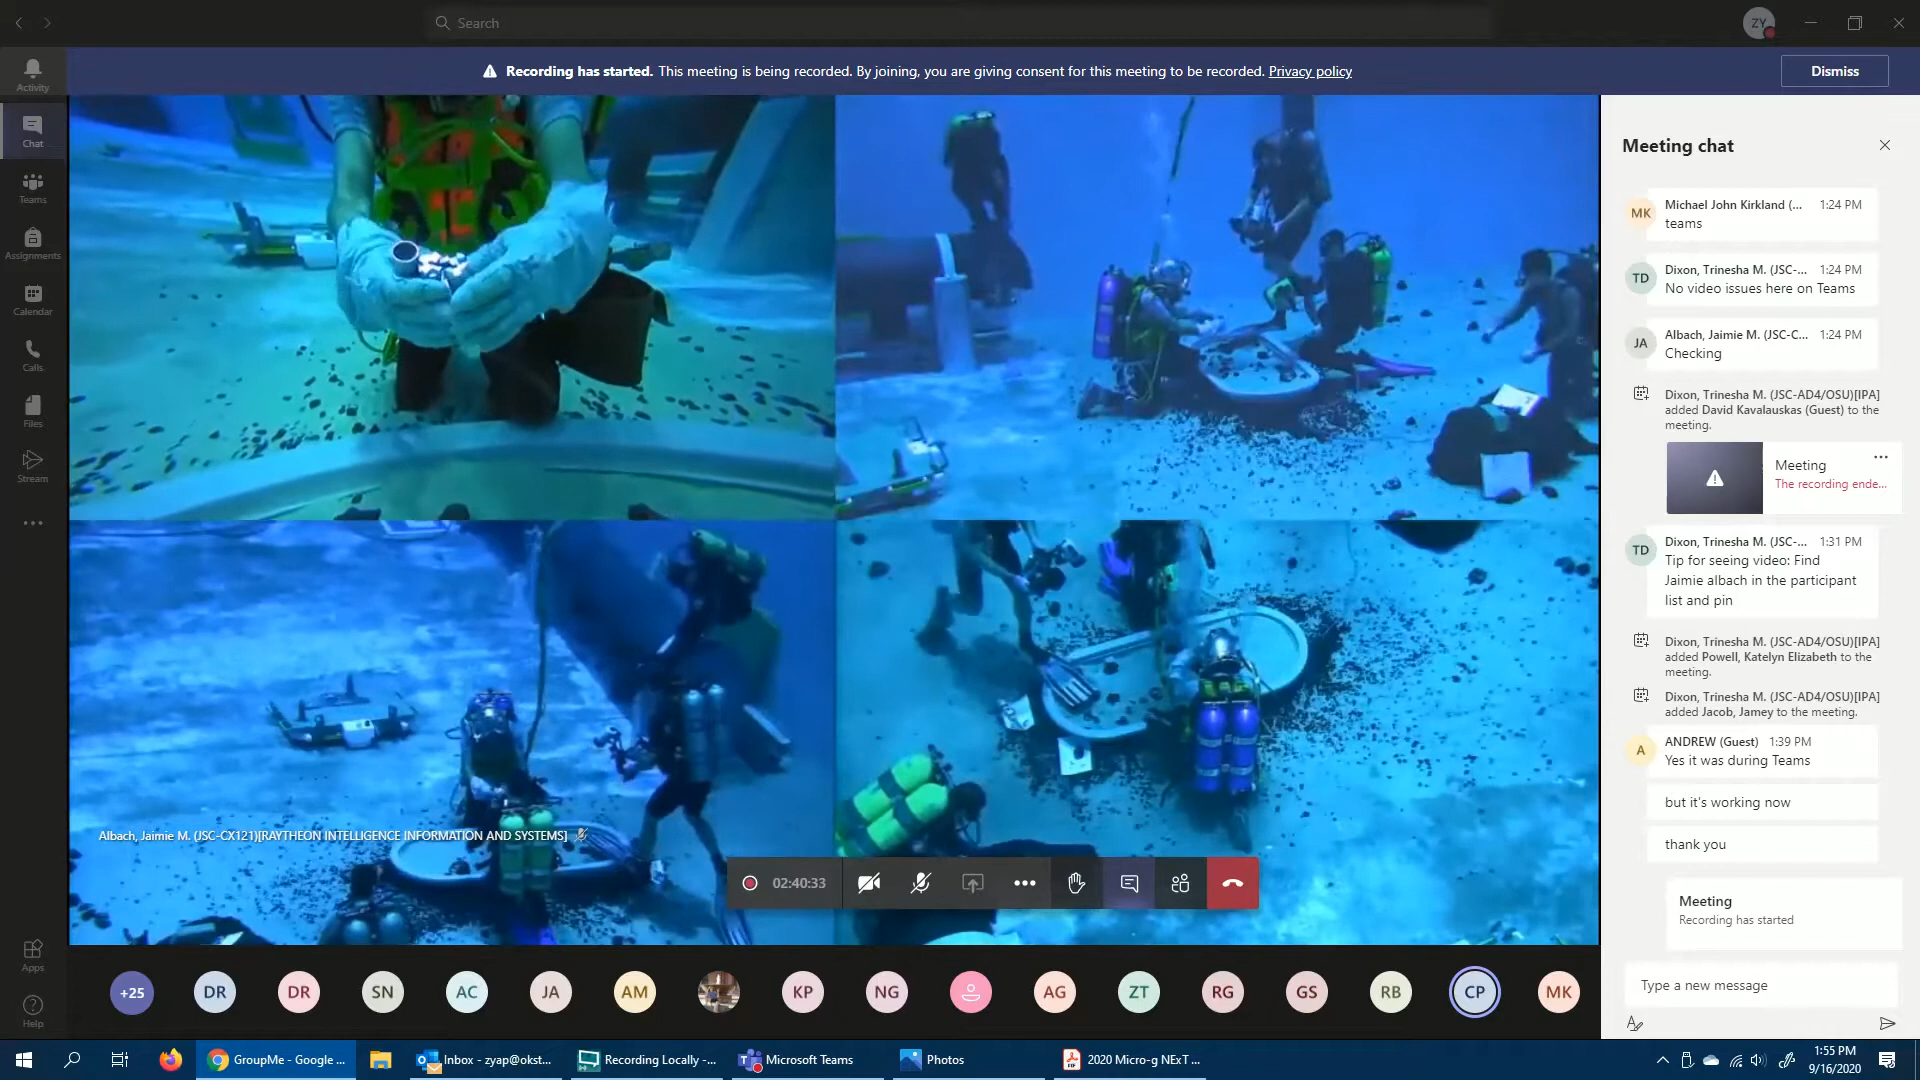 Search
ZY
Recording has started. This meeting is being recorded. By joining, you are giving consent for this meeting to be recorded. Privacy policy
Dismiss
Activity
Chat
Teams
Assignments
Calendar
Calls
Files
Stream
Apps
Help
Albach, Jaimie M. (JSC-CX121)[RAYTHEON INTELLIGENCE INFORMATION AND SYSTEMS]
02:40:33
+25
DR
DR
SN
AC
JA
AM
KP
NG
AG
ZT
RG
GS
RB
CP
MK
Meeting chat
MK
Michael John Kirkland (... 1:24 PM
teams
TD
Dixon, Trinesha M. (JSC-... 1:24 PM
No video issues here on Teams
JA
Albach, Jaimie M. (JSC-C... 1:24 PM
Checking
Dixon, Trinesha M. (JSC-AD4/OSU)[IPA]
added David Kavalauskas (Guest) to the
meeting.
Meeting
The recording ende...
TD
Dixon, Trinesha M. (JSC-... 1:31 PM
Tip for seeing video: Find
Jaimie albach in the participant
list and pin
Dixon, Trinesha M. (JSC-AD4/OSU)[IPA]
added Powell, Katelyn Elizabeth to the
meeting.
Dixon, Trinesha M. (JSC-AD4/OSU)[IPA]
added Jacob, Jamey to the meeting.
A
ANDREW (Guest) 1:39 PM
Yes it was during Teams
but it's working now
thank you
Meeting
Recording has started
Type a new message
GroupMe - Google ...
Inbox - zyap@okst...
Recording Locally -...
Microsoft Teams
Photos
2020 Micro-g NExT ...
1:55 PM
9/16/2020